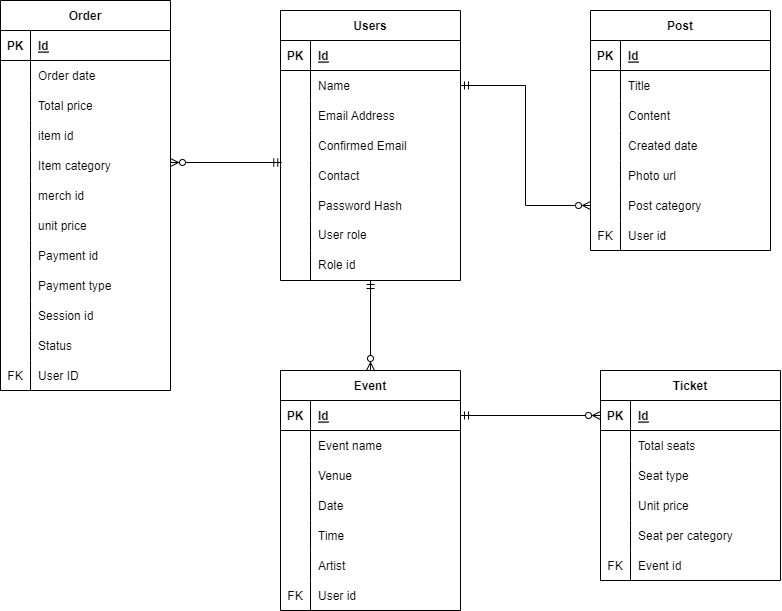 Order
PK Id
Order date
Total price
item id
Item category
merch id
unit price
Payment id
Payment type
Session id
Status
FK User ID
Users
PK Id
Name
Email Address
Confirmed Email
Contact
Password Hash
User role
Role id
Post
PK Id
Title
Content
Created date
Photo url
Post category
FK User id
Event
PK Id
Event name
Venue
Date
Time
Artist
FK User id
Ticket
PK Id
Total seats
Seat type
Unit price
Seat per category
FK Event id